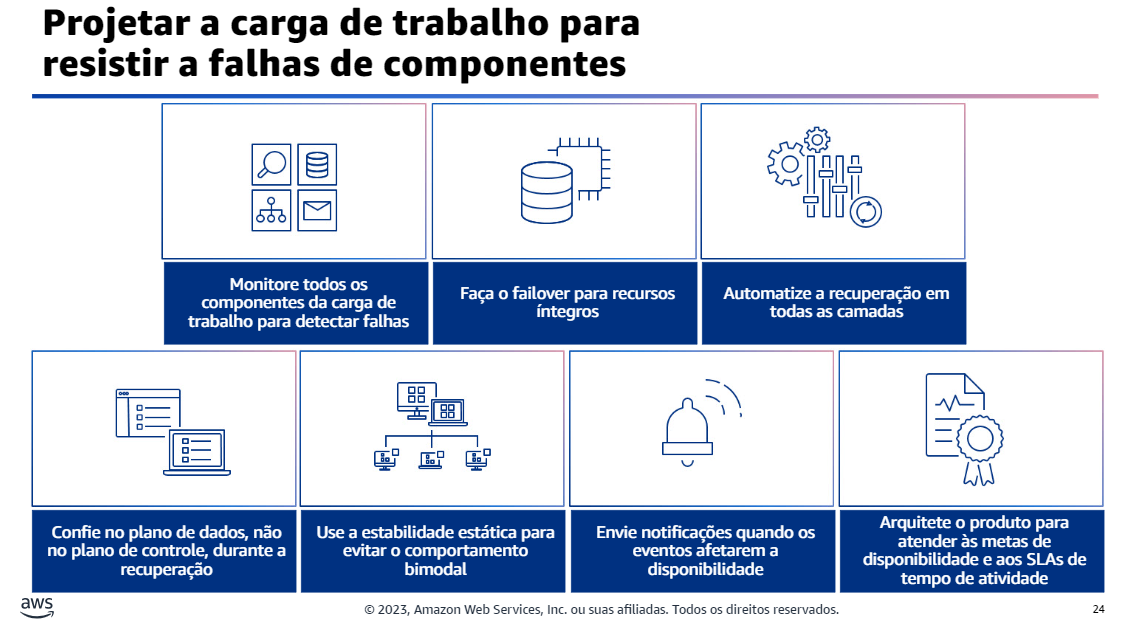 Projetar a carga de trabalho para
resistir a falhas de componentes
Monitore todos os
componentes da carga de
trabalho para detectar falhas
Faça o failover para recursos
íntegros
Automatize a recuperação em
todas as camadas
Confie no plano de dados, não
no plano de controle, durante a
recuperação
Use a estabilidade estática para
evitar o comportamento
bimodal
Envie notificações quando os
eventos afetarem a
disponibilidade
Arquitete o produto para
atender às metas de
disponibilidade e aos SLAs de
tempo de atividade
aws
© 2023, Amazon Web Services, Inc. ou suas afiliadas. Todos os direitos reservados.
24